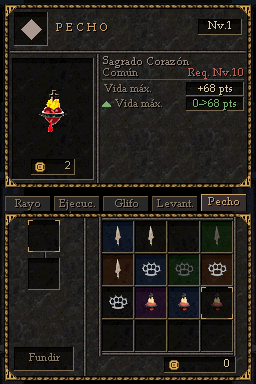 PECHO
Nv.1
Sagrado Corazón
Común Req. Nv.10
Vida máx. +68 pts
Vida máx. 0->68 pts
2
Rayo Ejecuc. Glifo Levant. Pecho
Fundir
0